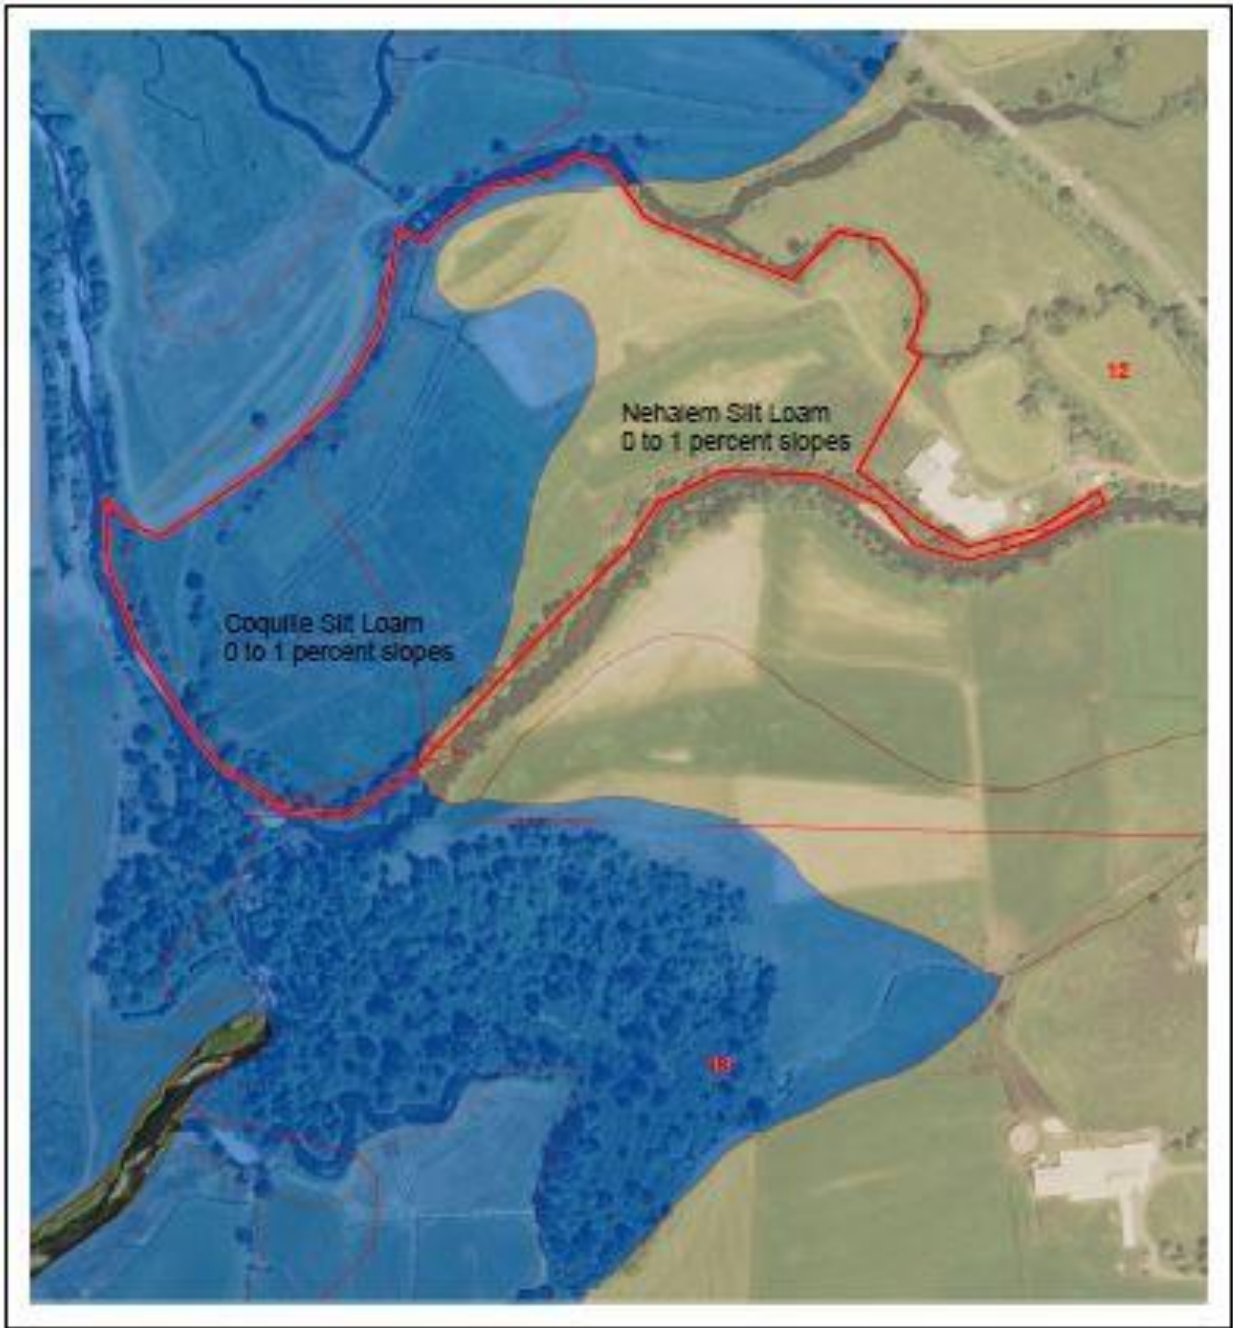 12
Nehalem Silt Loam
0 to 1 percent slopes
Coquille Silt Loam
0 to 1 percent slopes